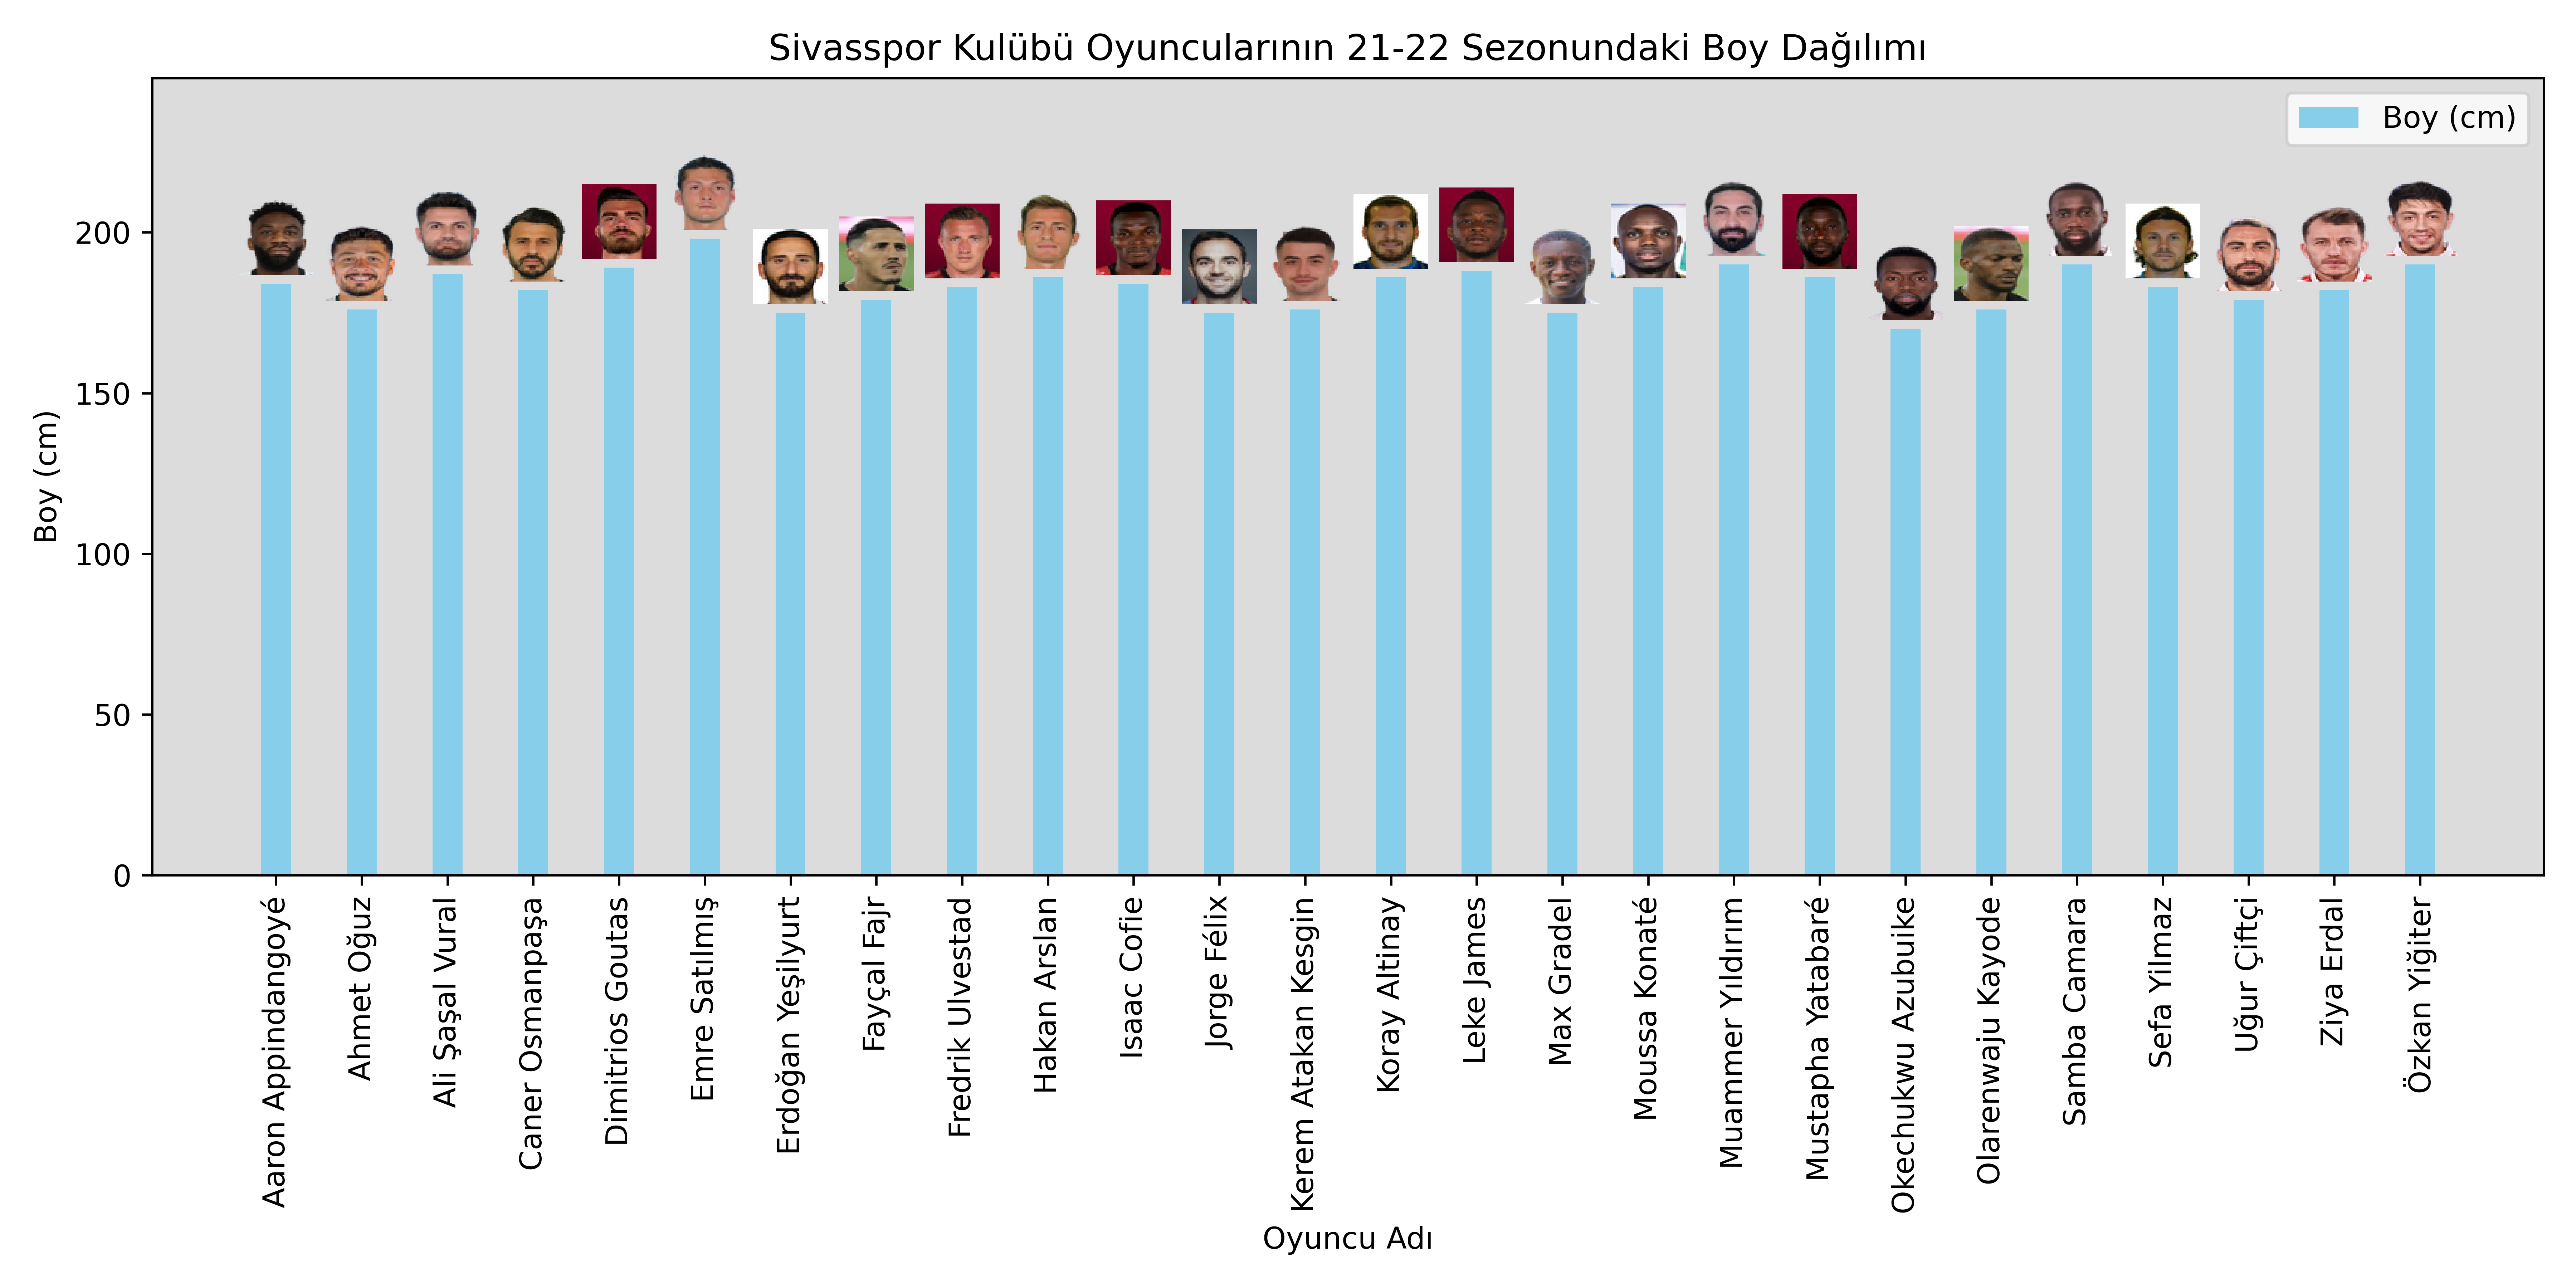 Sivasspor Kulübü Oyuncularının 21-22 Sezonundaki Boy Dağılımı
Boy (cm)
200
150
100
50
0
Boy (cm)
Aaron Appindangoyé
Ahmet Oğuz
Ali Şaşal Vural
Caner Osmanpaşa
Dimitrios Goutas
Emre Satılmış
Erdoğan Yeşilyurt
Fayçal Fajr
Fredrik Ulvestad
Hakan Arslan
Isaac Cofie
Jorge Félix
Kerem Atakan Kesgin
Koray Altinay
Leke James
Max Gradel
Moussa Konaté
Muammer Yıldırım
Mustapha Yatabaré
Okechukwu Azubuike
Olarenwaju Kayode
Samba Camara
Sefa Yilmaz
Uğur Çiftçi
Ziya Erdal
Özkan Yiğiter
Oyuncu Adı